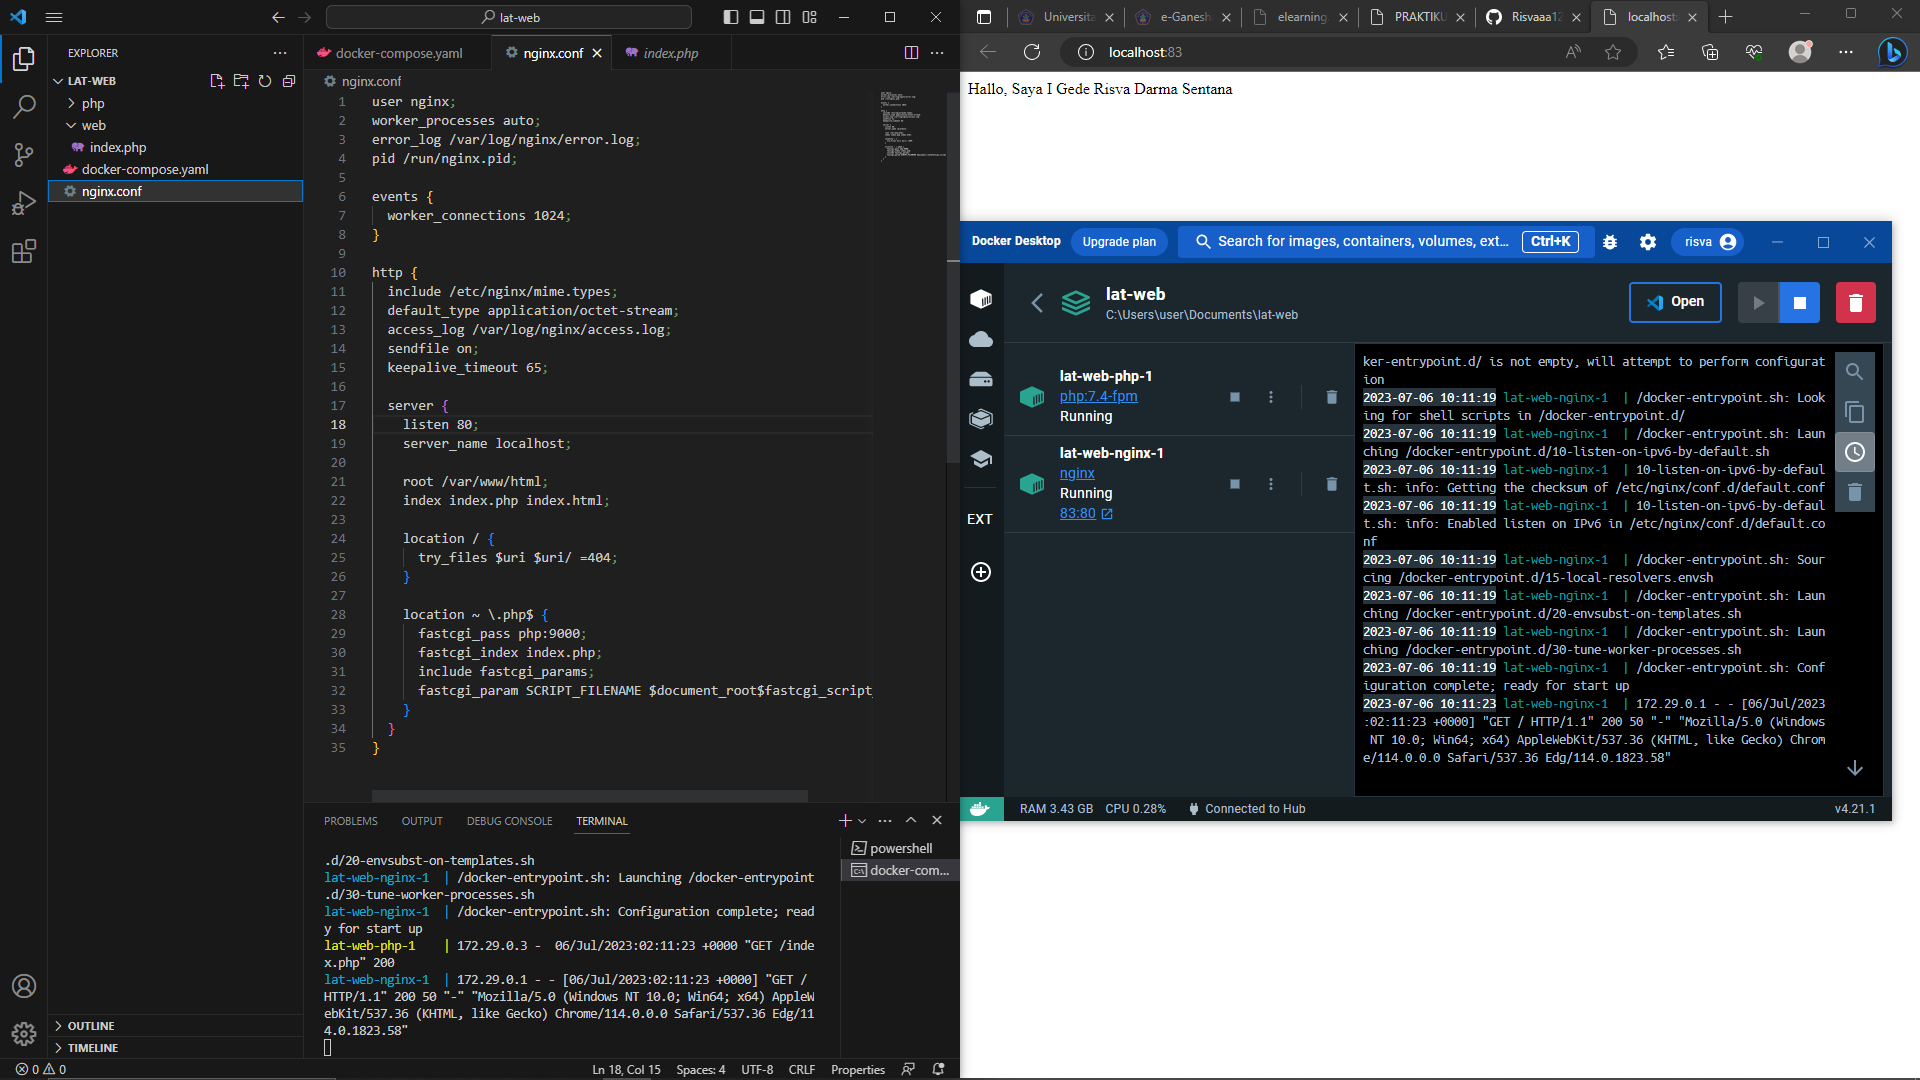 lat-web
EXPLORER
LAT-WEB
php
web
index.php
docker-compose.yaml
nginx.conf
OUTLINE
TIMELINE
docker-compose.yaml
nginx.conf
index.php
nginx.conf
1 user nginx;
2 worker_processes auto;
3 error_log /var/log/nginx/error.log;
4 pid /run/nginx.pid;
5
6 events {
7 worker_connections 1024;
8 }
9
10 http {
11 include /etc/nginx/mime.types;
12 default_type application/octet-stream;
13 access_log /var/log/nginx/access.log;
14 sendfile on;
15 keepalive_timeout 65;
16
17 server {
18 listen 80;
19 server_name localhost;
20
21 root /var/www/html;
22 index index.php index.html;
23
24 location / {
25 try_files $uri $uri/ =404;
26 }
27
28 location ~ \.php$ {
29 fastcgi_pass php:9000;
30 fastcgi_index index.php;
31 include fastcgi_params;
32 fastcgi_param SCRIPT_FILENAME $document_root$fastcgi_script_
33 }
34 }
35 }
PROBLEMS OUTPUT DEBUG CONSOLE TERMINAL
powershell
docker-com...
.d/20-envsubst-on-templates.sh
lat-web-nginx-1 | /docker-entrypoint.sh: Launching /docker-entrypoint
.d/30-tune-worker-processes.sh
lat-web-nginx-1 | /docker-entrypoint.sh: Configuration complete; read
y for start up
lat-web-php-1 | 172.29.0.3 - 06/Jul/2023:02:11:23 +0000 "GET /inde
x.php" 200
lat-web-nginx-1 | 172.29.0.1 - - [06/Jul/2023:02:11:23 +0000] "GET /
HTTP/1.1" 200 50 "-" "Mozilla/5.0 (Windows NT 10.0; Win64; x64) AppleW
ebKit/537.36 (KHTML, like Gecko) Chrome/114.0.0.0 Safari/537.36 Edg/11
4.0.1823.58"
0 0
Ln 18, Col 15 Spaces: 4 UTF-8 CRLF Properties
Universita
e-Ganesh
elearning.
PRAKTIKU
Risvaaa12
localhost:
localhost:83
Hallo, Saya I Gede Risva Darma Sentana
Docker Desktop Upgrade plan Search for images, containers, volumes, ext... Ctrl+K risva
lat-web
C:\Users\user\Documents\lat-web
Open
lat-web-php-1
php:7.4-fpm
Running
lat-web-nginx-1
nginx
Running
83:80
EXT
ker-entrypoint.d/ is not empty, will attempt to perform configurat
ion
2023-07-06 10:11:19 lat-web-nginx-1 | /docker-entrypoint.sh: Look
ing for shell scripts in /docker-entrypoint.d/
2023-07-06 10:11:19 lat-web-nginx-1 | /docker-entrypoint.sh: Laun
ching /docker-entrypoint.d/10-listen-on-ipv6-by-default.sh
2023-07-06 10:11:19 lat-web-nginx-1 | 10-listen-on-ipv6-by-defaul
t.sh: info: Getting the checksum of /etc/nginx/conf.d/default.conf
2023-07-06 10:11:19 lat-web-nginx-1 | 10-listen-on-ipv6-by-defaul
t.sh: info: Enabled listen on IPv6 in /etc/nginx/conf.d/default.co
nf
2023-07-06 10:11:19 lat-web-nginx-1 | /docker-entrypoint.sh: Sour
cing /docker-entrypoint.d/15-local-resolvers.envsh
2023-07-06 10:11:19 lat-web-nginx-1 | /docker-entrypoint.sh: Laun
ching /docker-entrypoint.d/20-envsubst-on-templates.sh
2023-07-06 10:11:19 lat-web-nginx-1 | /docker-entrypoint.sh: Laun
ching /docker-entrypoint.d/30-tune-worker-processes.sh
2023-07-06 10:11:19 lat-web-nginx-1 | /docker-entrypoint.sh: Conf
iguration complete; ready for start up
2023-07-06 10:11:23 lat-web-nginx-1 | 172.29.0.1 - - [06/Jul/2023
:02:11:23 +0000] "GET / HTTP/1.1" 200 50 "-" "Mozilla/5.0 (Windows
NT 10.0; Win64; x64) AppleWebKit/537.36 (KHTML, like Gecko) Chrom
e/114.0.0.0 Safari/537.36 Edg/114.0.1823.58"
RAM 3.43 GB CPU 0.28% Connected to Hub v4.21.1